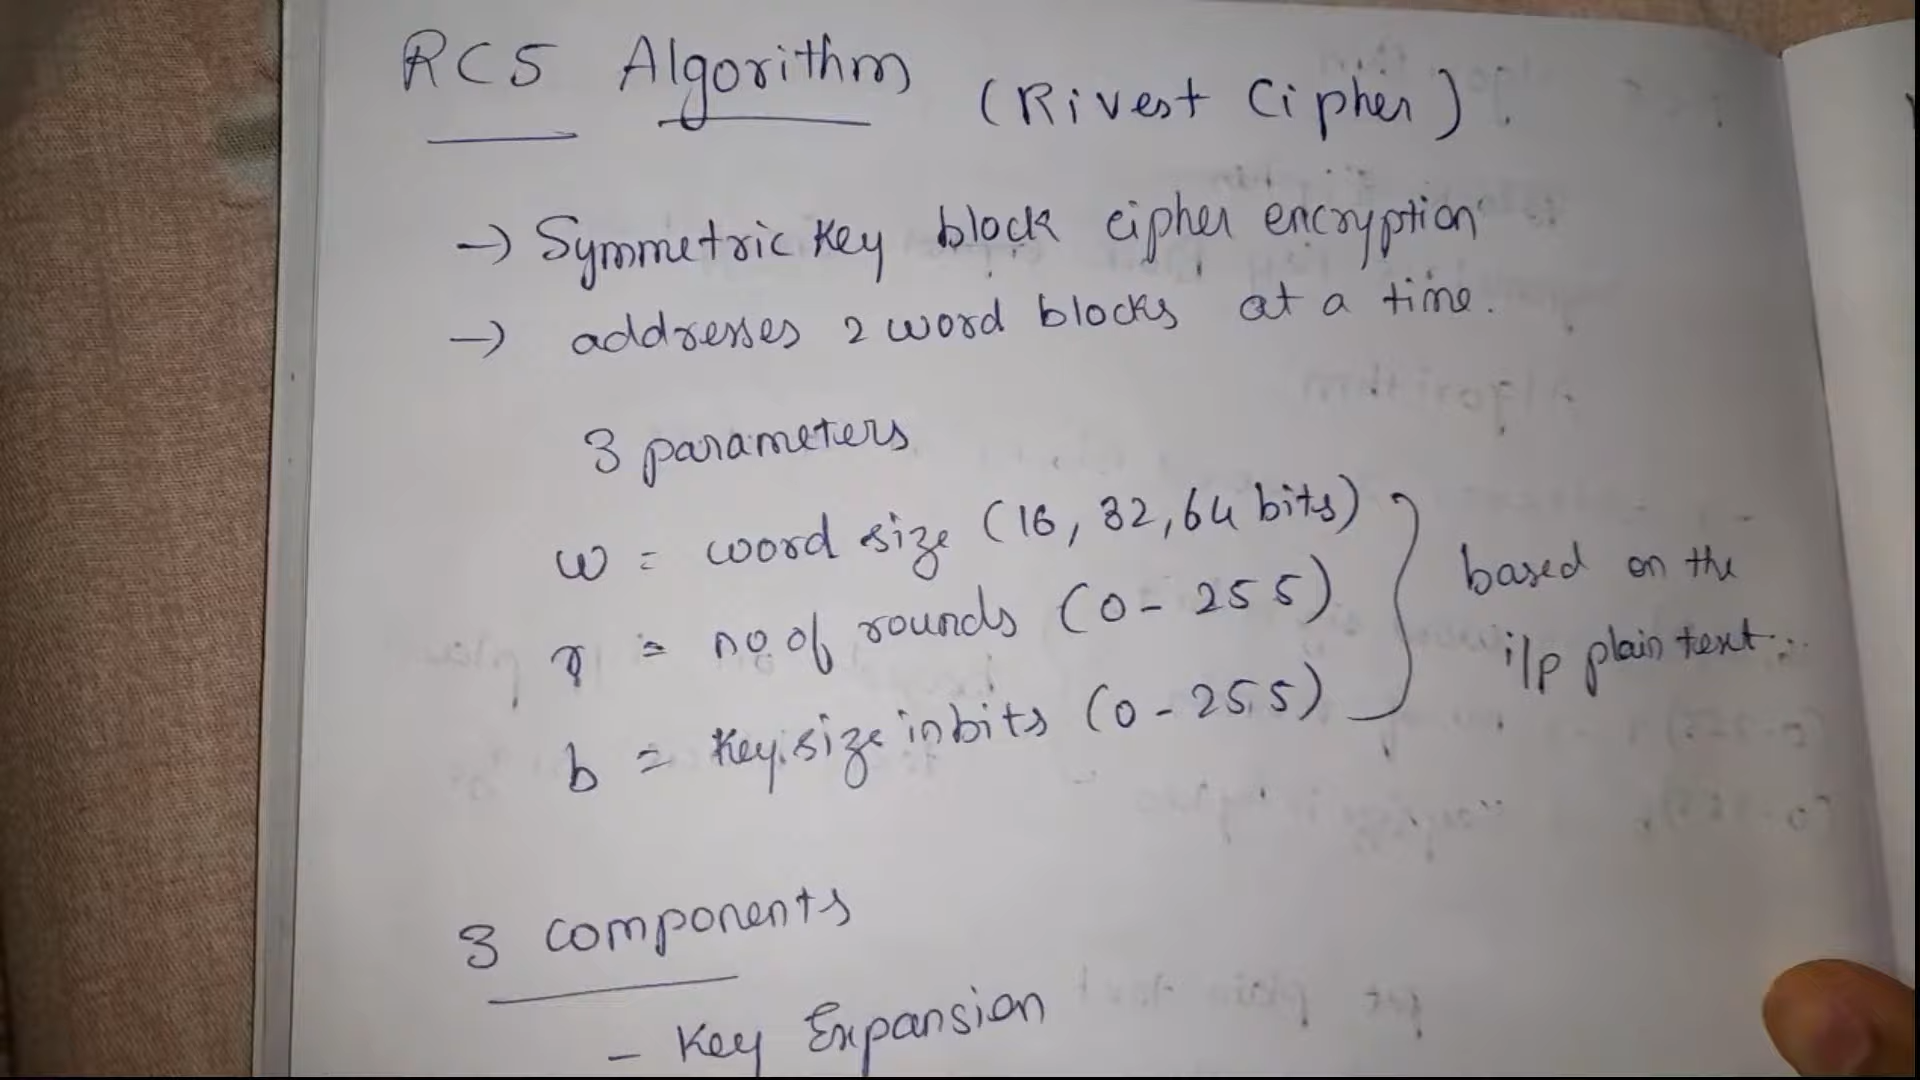 RC5 Algorithm (Rivest Cipher).
→ Symmetric Key block cipher encryption
→ addresses 2 word blocks at a time.
3 parameters
w = word size (16, 32, 64 bits)
r = no. of rounds (0 - 255)
b = Key size in bits (0 - 255)
based on the
i/p plain text.
3 components
- Key Expansion